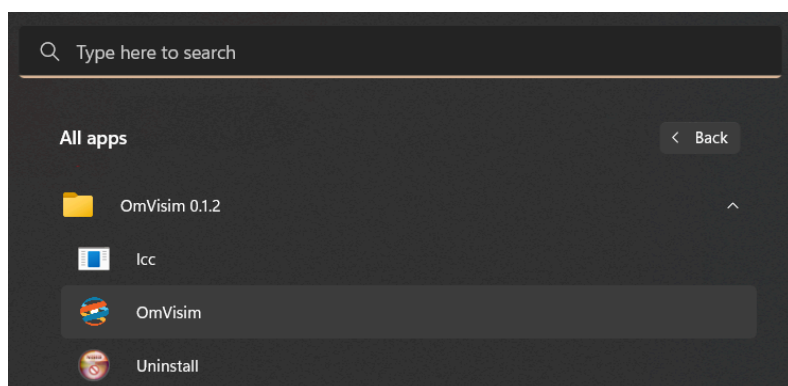 Type here to search
All apps
< Back
OmVisim 0.1.2
Icc
OmVisim
Uninstall